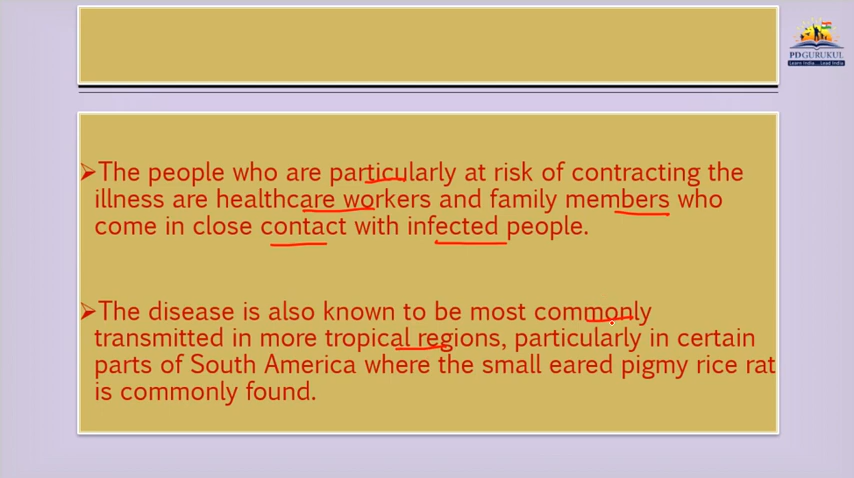 PDGURUKUL
Learn India....Lead India
➢The people who are particularly at risk of contracting the
illness are healthcare workers and family members who
come in close contact with infected people.
➢The disease is also known to be most commonly
transmitted in more tropical regions, particularly in certain
parts of South America where the small eared pigmy rice rat
is commonly found.